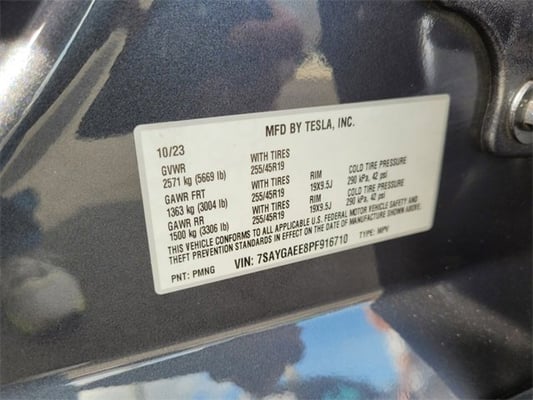 MFD BY TESLA, INC.
10/23
GVWR WITH TIRES COLD TIRE PRESSURE
2571 kg (5669 lb) 255/45R19 RIM 290 kPa, 42 psi
GAWR FRT WITH TIRES 19X9.5J COLD TIRE PRESSURE
1363 kg (3004 lb) 255/45R19 RIM 290 kPa, 42 psi
GAWR RR WITH TIRES 19X9.5J
1500 kg (3306 lb) 255/45R19
THIS VEHICLE CONFORMS TO ALL APPLICABLE U.S. FEDERAL MOTOR VEHICLE SAFETY AND
THEFT PREVENTION STANDARDS IN EFFECT ON THE DATE OF MANUFACTURE SHOWN ABOVE.
PNT: PMNG VIN: 7SAYGAEE8PF916710 TYPE: MPV